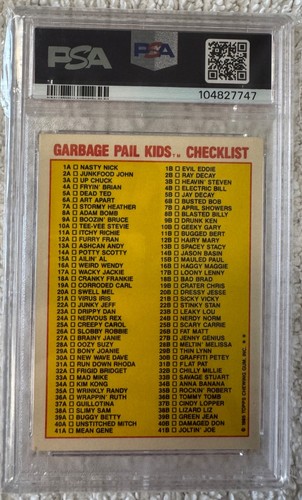 PSA
PSA
104827747
GARBAGE PAIL KIDS TM CHECKLIST
1A □ NASTY NICK
2A □ JUNKFOOD JOHN
3A □ UP CHUCK
4A □ FRYIN' BRIAN
5A □ DEAD TED
6A □ ART APART
7A □ STORMY HEATHER
8A □ ADAM BOMB
9A □ BOOZIN' BRUCE
10A □ TEE-VEE STEVIE
11A □ ITCHY RICHIE
12A □ FURRY FRAN
13A □ ASHCAN ANDY
14A □ POTTY SCOTTY
15A □ AILIN' AL
16A □ WEIRD WENDY
17A □ WACKY JACKIE
18A □ CRANKY FRANKIE
19A □ CORRODED CARL
20A □ SWELL MEL
21A □ VIRUS IRIS
22A □ JUNKY JEFF
23A □ DRIPPY DAN
24A □ NERVOUS REX
25A □ CREEPY CAROL
26A □ SLOBBY ROBBIE
27A □ BRAINY JANIE
28A □ OOZY SUZY
29A □ BONY JOANIE
30A □ NEW WAVE DAVE
31A □ RUN DOWN RHODA
32A □ FRIGID BRIDGET
33A □ MAD MIKE
34A □ KIM KONG
35A □ WRINKLY RANDY
36A □ WRAPPIN' RUTH
37A □ GUILLOTINA
38A □ SLIMY SAM
39A □ BUGGY BETTY
40A □ UNSTITCHED MITCH
41A □ MEAN GENE
1B □ EVIL EDDIE
2B □ RAY DECAY
3B □ HEAVIN' STEVEN
4B □ ELECTRIC BILL
5B □ JAY DECAY
6B □ BUSTED BOB
7B □ APRIL SHOWERS
8B □ BLASTED BILLY
9B □ DRUNK KEN
10B □ GEEKY GARY
11B □ BUGGED BERT
12B □ HAIRY MARY
13B □ SPACEY STACY
14B □ JASON BASIN
15B □ MAULED PAUL
16B □ HAGGY MAGGIE
17B □ LOONY LENNY
18B □ BAD BRAD
19B □ CRATER CHRIS
20B □ DRESSY JESSE
21B □ SICKY VICKY
22B □ STINKY STAN
23B □ LEAKY LOU
24B □ NERDY NORM
25B □ SCARY CARRIE
26B □ FAT MATT
27B □ JENNY GENIUS
28B □ MELTIN' MELISSA
29B □ THIN LYNN
30B □ GRAFFITI PETEY
31B □ FLAT PAT
32B □ CHILLY MILLIE
33B □ SAVAGE STUART
34B □ ANNA BANANA
35B □ ROCKIN' ROBERT
36B □ TOMMY TOMB
37B □ CINDY LOPPER
38B □ LIZARD LIZ
39B □ GREEN JEAN
40B □ DAMAGED DON
41B □ JOLTIN' JOE
© 1985 TOPPS CHEWING GUM, INC. * *